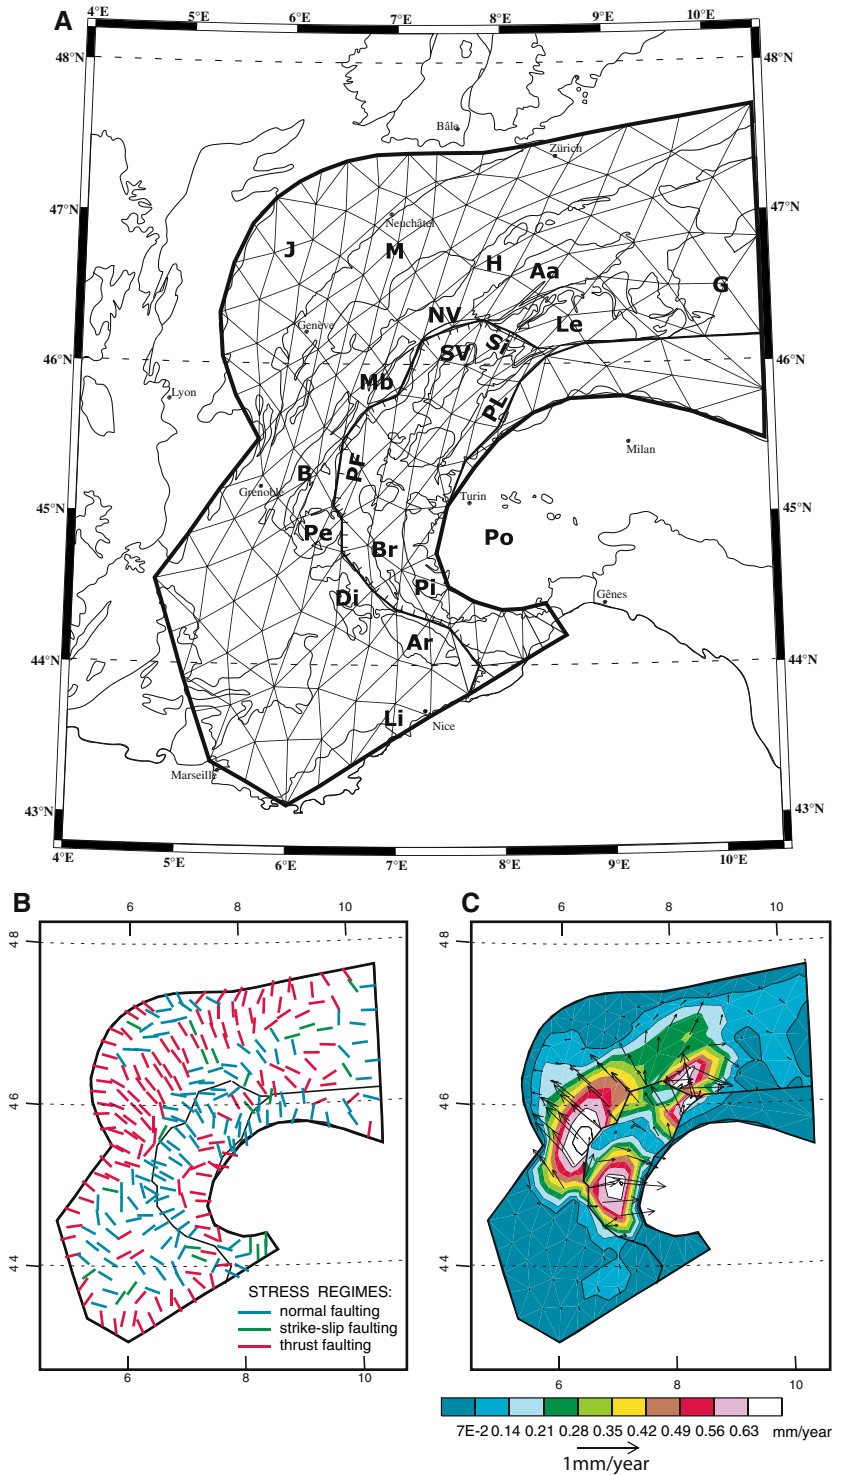 A
4°E
5°E
6°E
7°E
8°E
9°E
10°E
48°N
48°N
Bâle
Zürich
47°N
47°N
Neuchâtel
J
M
H
Aa
G
NV
Le
Genève
Si
SV
46°N
46°N
Mb
Lyon
PL
Milan
PF
B
Grenoble
Turin
45°N
45°N
Pe
Po
Br
Pi
Di
Gênes
Ar
44°N
44°N
Li
Nice
Marseille
43°N
43°N
4°E
5°E
6°E
7°E
8°E
9°E
10°E
B
6
8
10
48
46
44
STRESS REGIMES:
normal faulting
strike-slip faulting
thrust faulting
6
8
10
C
6
8
10
48
46
44
6
8
10
7E-2 0.14 0.21 0.28 0.35 0.42 0.49 0.56 0.63 mm/year
1mm/year